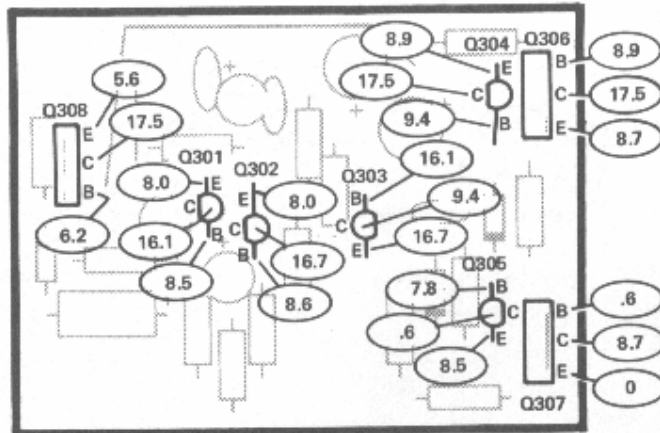 8.9 Q304 Q306
E B 8.9
5.6 17.5 C
Q308 C 17.5
E 17.5 9.4 B
C E 8.7
Q301 Q302 16.1
8.0 E E 8.0 Q303
B C C B 9.4
6.2 16.1 C
B B 16.7 E 16.7
8.5 Q305
8.6 7.8 B B .6
.6 C C 8.7
E
8.5 E 0
Q307